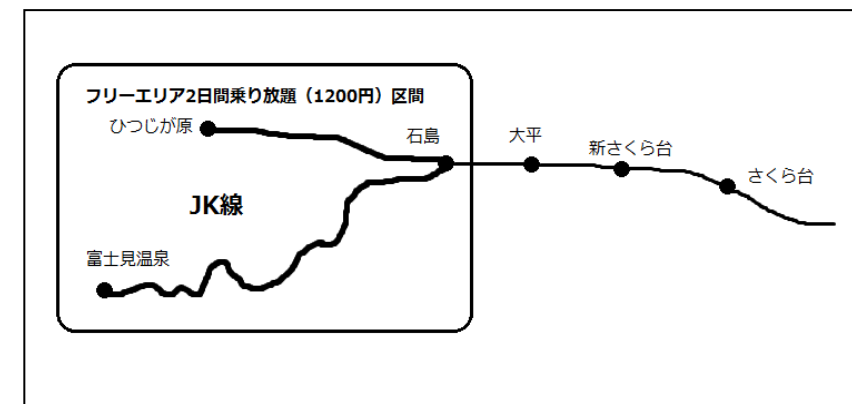 フリーエリア2日間乗り放題（1200円）区間
ひつじが原
石島
大平
新さくら台
さくら台
JK線
富士見温泉